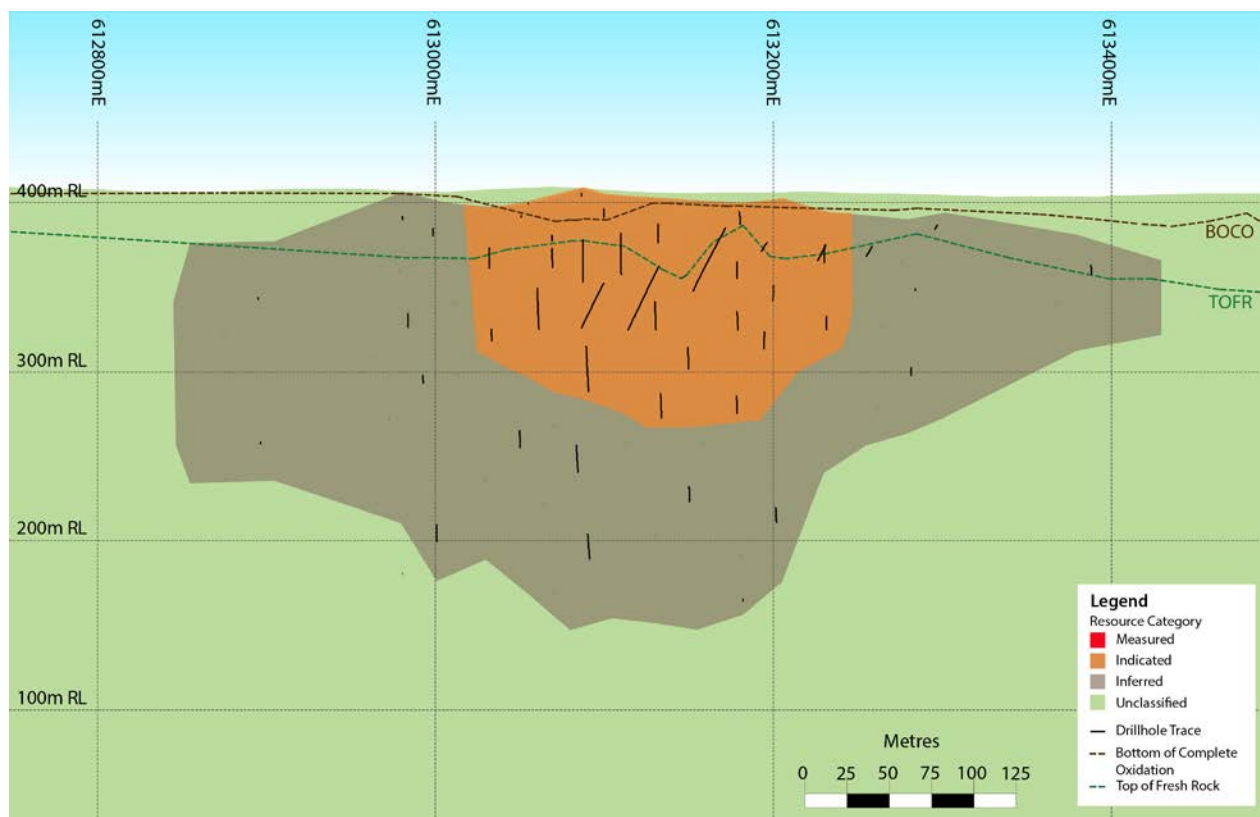 612800mE
613000mE
613200mE
613400mE
400m RL
BOCO
TOFR
300m RL
200m RL
100m RL
Metres
0 25 50 75 100 125
Legend
Resource Category
Measured
Indicated
Inferred
Unclassified
Drillhole Trace
Bottom of Complete
Oxidation
Top of Fresh Rock